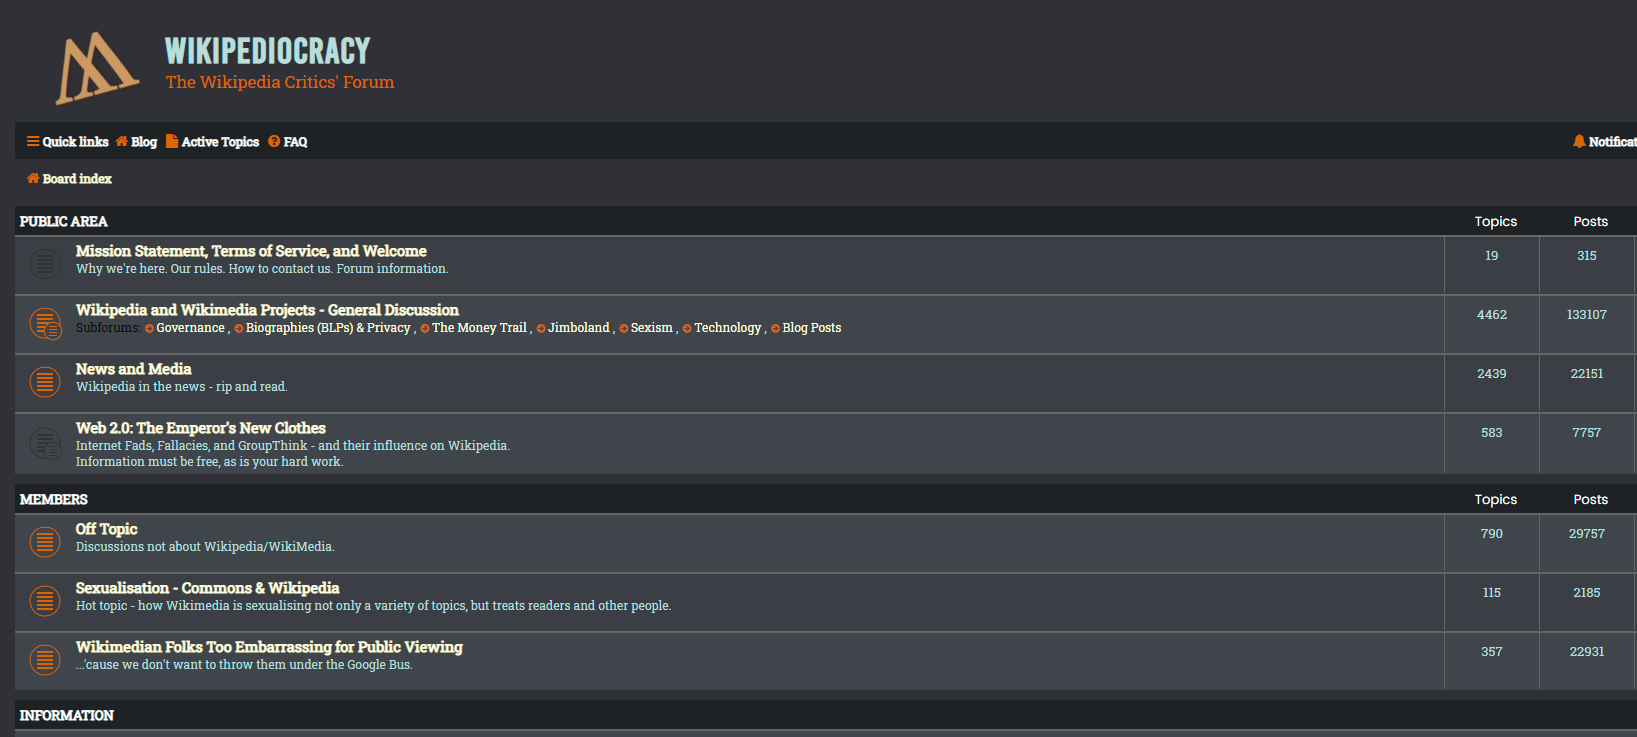 WIKIPEDIOCRACY
The Wikipedia Critics' Forum
Quick links Blog Active Topics FAQ Notificat
Board index
PUBLIC AREA Topics Posts
Mission Statement, Terms of Service, and Welcome
Why we're here. Our rules. How to contact us. Forum information.
19 315
Wikipedia and Wikimedia Projects - General Discussion
Subforums: Governance , Biographies (BLPs) & Privacy , The Money Trail , Jimboland , Sexism , Technology , Blog Posts
4462 133107
News and Media
Wikipedia in the news - rip and read.
2439 22151
Web 2.0: The Emperor's New Clothes
Internet Fads, Fallacies, and GroupThink - and their influence on Wikipedia.
Information must be free, as is your hard work.
583 7757
MEMBERS Topics Posts
Off Topic
Discussions not about Wikipedia/WikiMedia.
790 29757
Sexualisation - Commons & Wikipedia
Hot topic - how Wikimedia is sexualising not only a variety of topics, but treats readers and other people.
115 2185
Wikimedian Folks Too Embarrassing for Public Viewing
...'cause we don't want to throw them under the Google Bus.
357 22931
INFORMATION